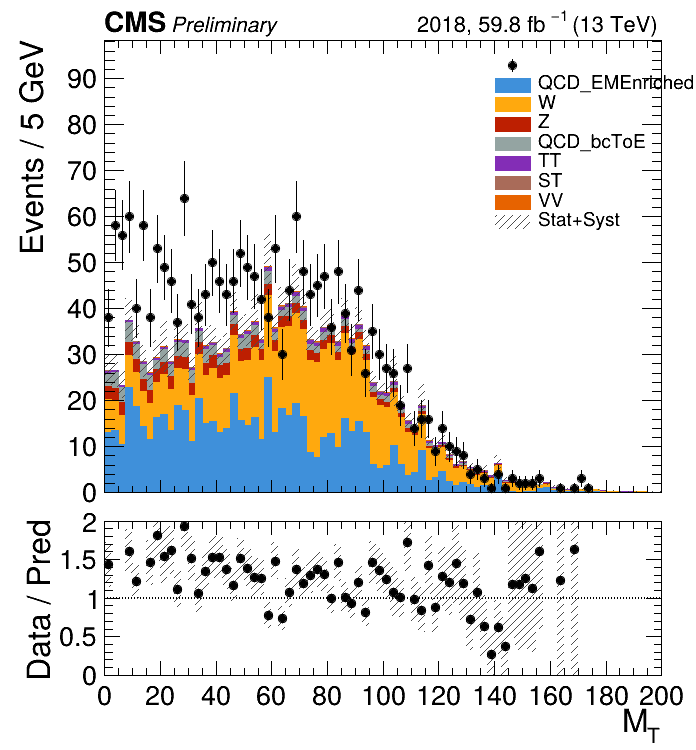 CMS Preliminary 2018, 59.8 fb⁻¹ (13 TeV)
Events / 5 GeV
90
80
70
60
50
40
30
20
10
0
QCD_EMEnriched
W
Z
QCD_bcToE
TT
ST
VV
Stat+Syst
Data / Pred
2
1.5
1
0.5
0
0 20 40 60 80 100 120 140 160 180 200
M_T